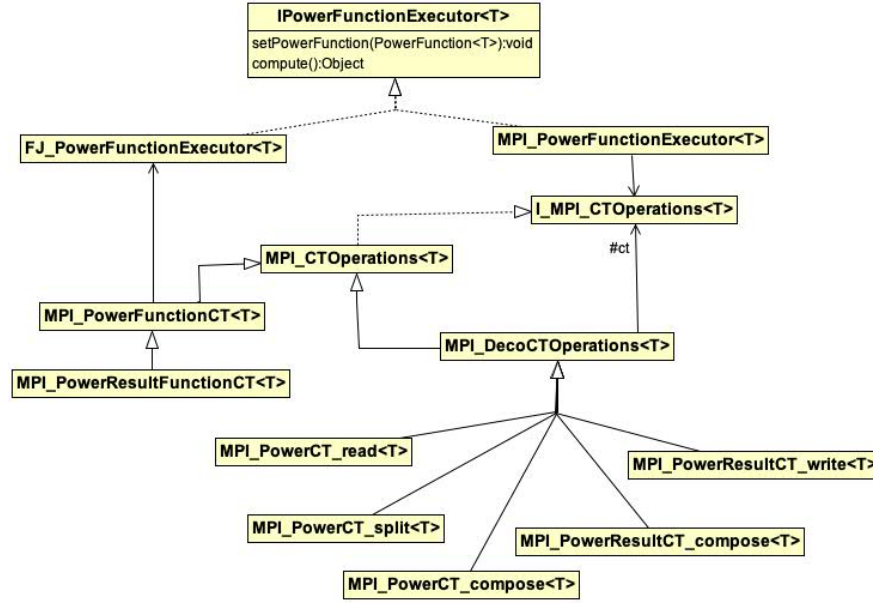 IPowerFunctionExecutor<T>
setPowerFunction(PowerFunction<T>):void
compute():Object
FJ_PowerFunctionExecutor<T>
MPI_PowerFunctionExecutor<T>
I_MPI_CTOperations<T>
#ct
MPI_CTOperations<T>
MPI_PowerFunctionCT<T>
MPI_DecoCTOperations<T>
MPI_PowerResultFunctionCT<T>
MPI_PowerCT_read<T>
MPI_PowerResultCT_write<T>
MPI_PowerCT_split<T>
MPI_PowerResultCT_compose<T>
MPI_PowerCT_compose<T>